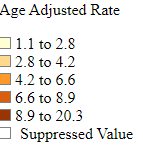 Age Adjusted Rate
1.1 to 2.8
2.8 to 4.2
4.2 to 6.6
6.6 to 8.9
8.9 to 20.3
Suppressed Value